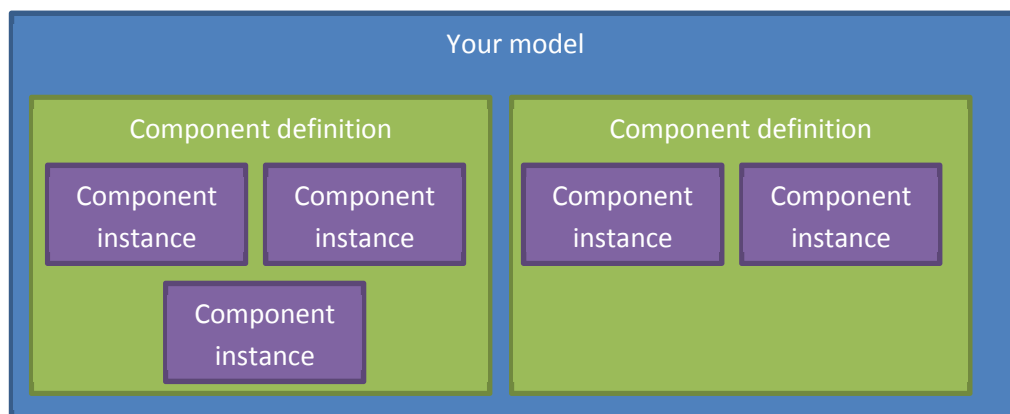 Your model
Component definition
Component
instance
Component
instance
Component
instance
Component definition
Component
instance
Component
instance